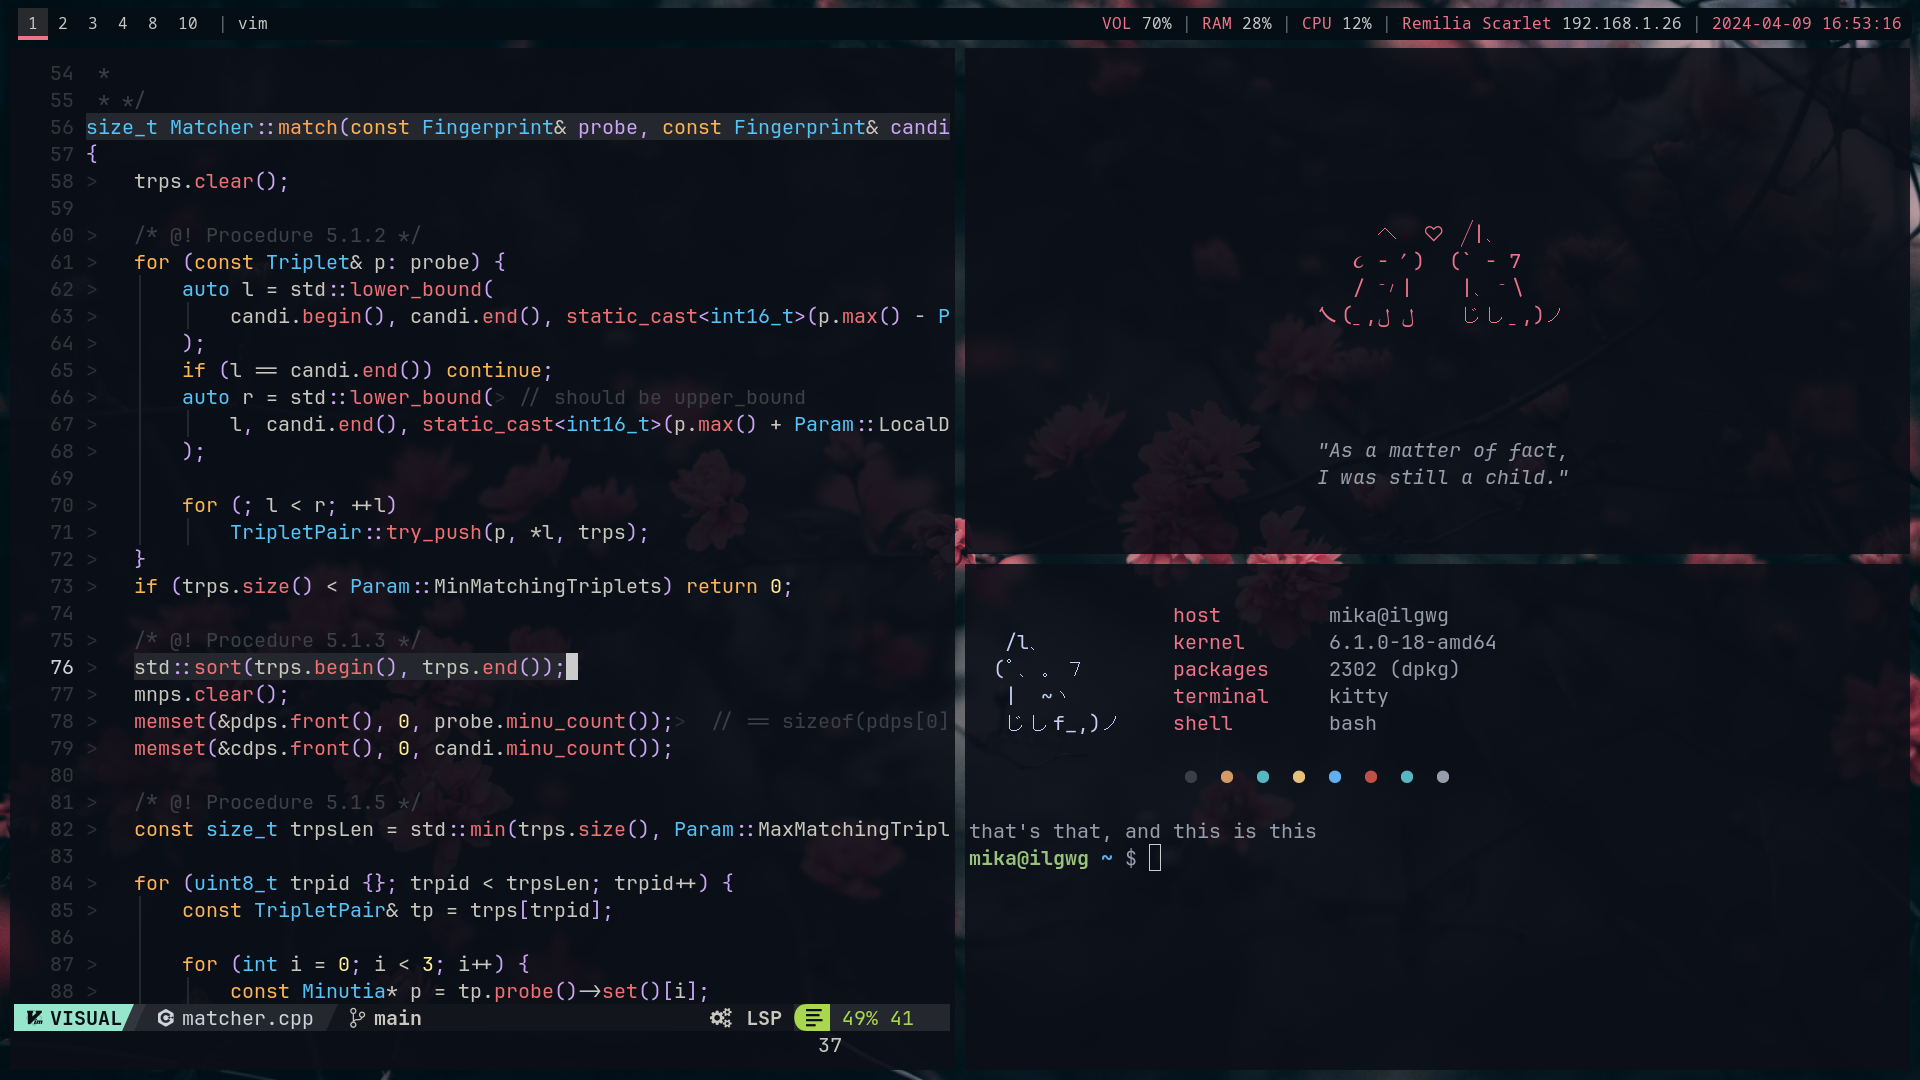 1 2 3 4 8 10 | vim
VOL 70% | RAM 28% | CPU 12% | Remilia Scarlet 192.168.1.26 | 2024-04-09 16:53:16
54 *
55 * */
56 size_t Matcher::match(const Fingerprint& probe, const Fingerprint& candi
57 {
58 > trps.clear();
59
60 > /* @! Procedure 5.1.2 */
61 > for (const Triplet& p: probe) {
62 > auto l = std::lower_bound(
63 > candi.begin(), candi.end(), static_cast<int16_t>(p.max() - P
64 > );
65 > if (l == candi.end()) continue;
66 > auto r = std::lower_bound(> // should be upper_bound
67 > l, candi.end(), static_cast<int16_t>(p.max() + Param::LocalD
68 > );
69
70 > for (; l < r; ++l)
71 > TripletPair::try_push(p, *l, trps);
72 > }
73 > if (trps.size() < Param::MinMatchingTriplets) return 0;
74
75 > /* @! Procedure 5.1.3 */
76 > std::sort(trps.begin(), trps.end());
77 > mnps.clear();
78 > memset(&pdps.front(), 0, probe.minu_count());> // == sizeof(pdps[0]
79 > memset(&cdps.front(), 0, candi.minu_count());
80
81 > /* @! Procedure 5.1.5 */
82 > const size_t trpsLen = std::min(trps.size(), Param::MaxMatchingTripl
83
84 > for (uint8_t trpid {}; trpid < trpsLen; trpid++) {
85 > const TripletPair& tp = trps[trpid];
86
87 > for (int i = 0; i < 3; i++) {
88 > const Minutia* p = tp.probe()->set()[i];
VISUAL matcher.cpp main LSP 49% 41
37
"As a matter of fact,
I was still a child."
/l、
(ﾟ、 。 7
| ~ヽ
じしf_,)ノ
host mika@ilgwg
kernel 6.1.0-18-amd64
packages 2302 (dpkg)
terminal kitty
shell bash
that's that, and this is this
mika@ilgwg ~ $